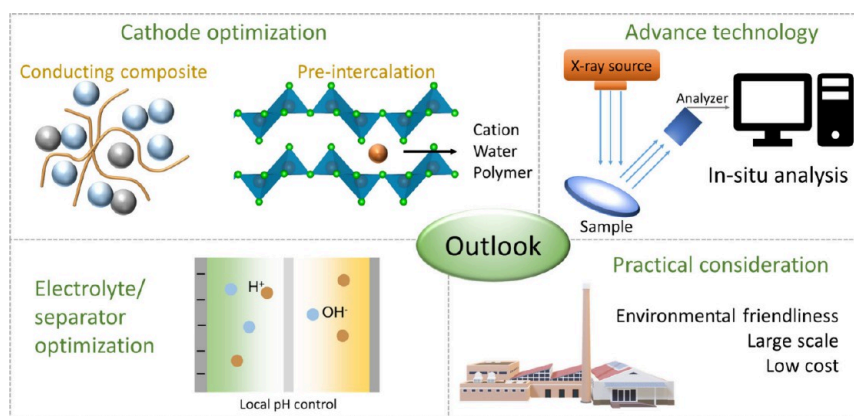 Cathode optimization
Conducting composite
Pre-intercalation
Cation
Water
Polymer
Advance technology
X-ray source
Analyzer
In-situ analysis
Sample
Outlook
Electrolyte/
separator
optimization
H⁺
OH⁻
Local pH control
Practical consideration
Environmental friendliness
Large scale
Low cost